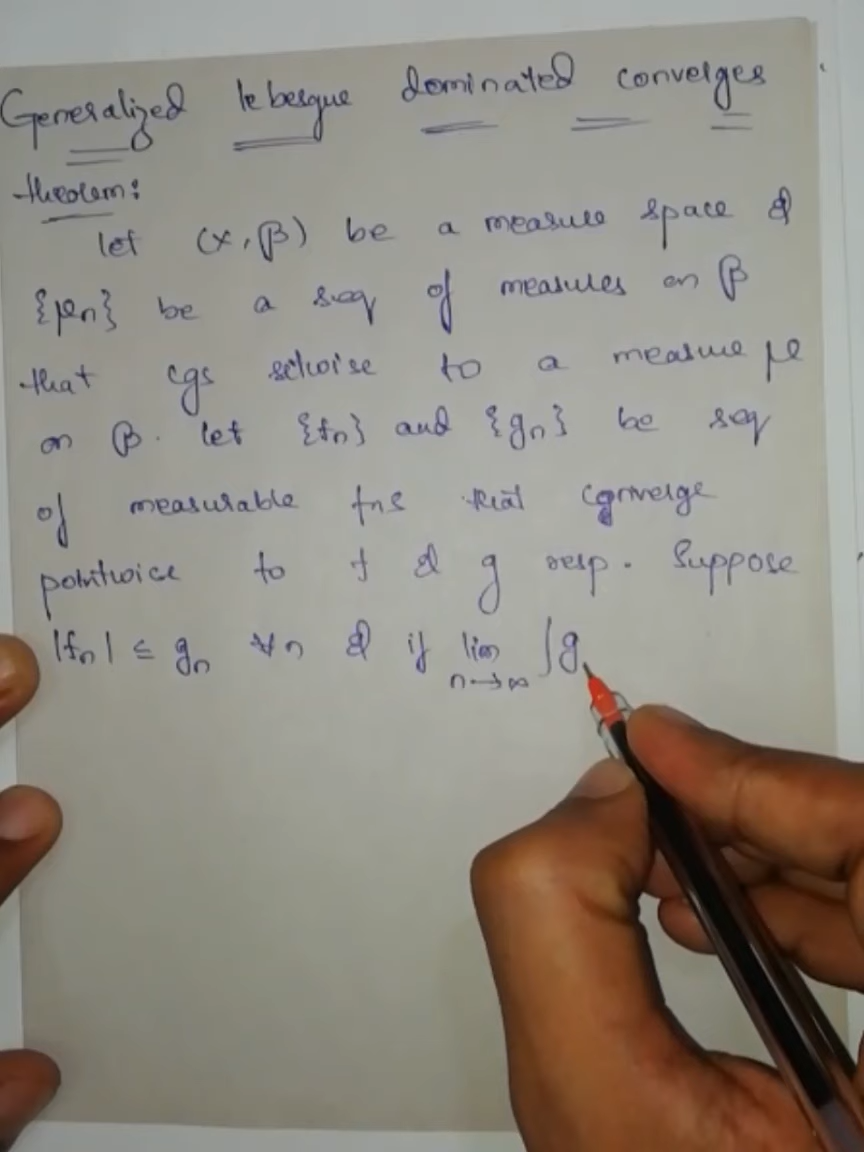 Generalized lebesgue dominated converges
theorem:
let (X, β) be a measure space &
{μn} be a seq of measures on β
that cgs setwise to a measure μ
on β. let {fn} and {gn} be seq
of measurable fns that converge
pointwise to f & g resp. Suppose
|fn| ≤ gn ∀n & if lim n→∞ ∫g